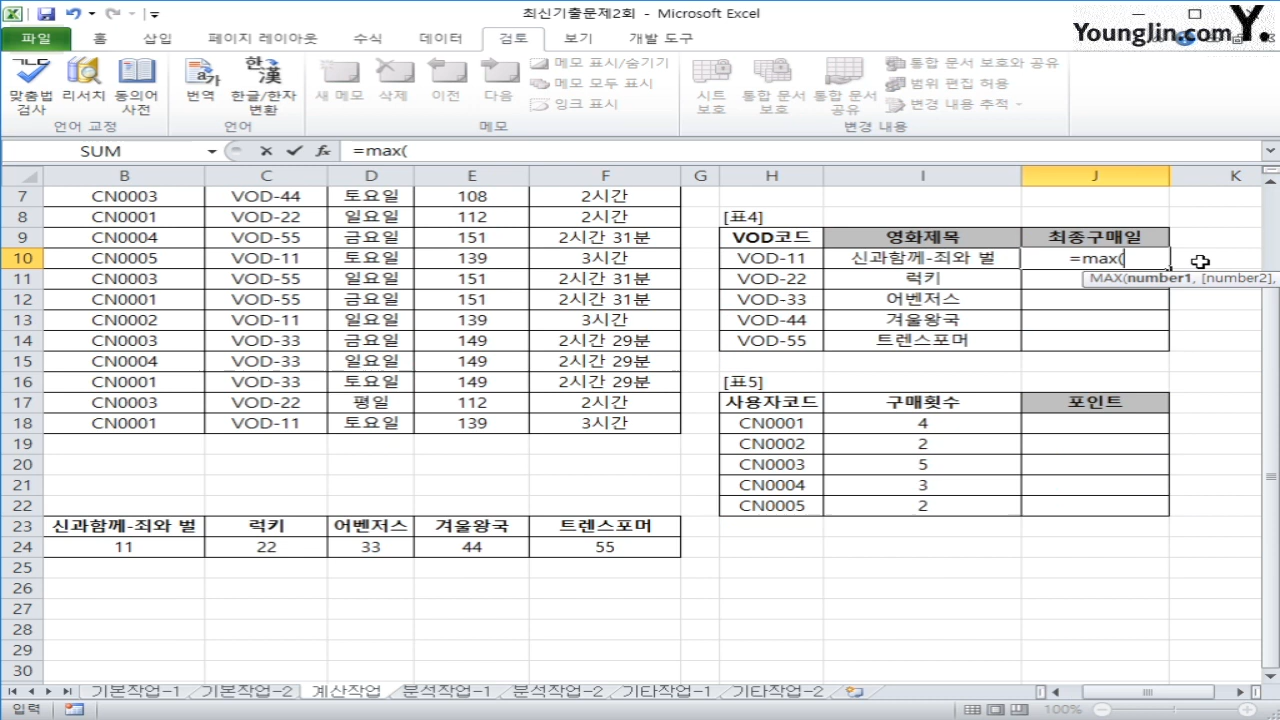 최신기출문제2회 - Microsoft Excel
Younglin.com Y.
파일 홈 삽입 페이지 레이아웃 수식 데이터 검토 보기 개발 도구
ㄱㄴㄷ 한글 漢
맞춤법 검사 리서치 동의어 사전 번역 한글/한자 변환 새 메모 삭제 이전 다음 메모 표시/숨기기 시트 보호 통합 문서 보호 통합 문서 공유 통합 문서 보호와 공유
메모 모두 표시 범위 편집 허용
잉크 표시 변경 내용 추적
언어 교정 언어 메모 변경 내용
SUM fx =max(
B C D E F G H I J K
7 CN0003 VOD-44 토요일 108 2시간
8 CN0001 VOD-22 일요일 112 2시간 [표4]
9 CN0004 VOD-55 금요일 151 2시간 31분 VOD코드 영화제목 최종구매일
10 CN0005 VOD-11 토요일 139 3시간 VOD-11 신과함께-죄와 벌 =max(
11 CN0003 VOD-55 일요일 151 2시간 31분 VOD-22 럭키 MAX(number1, [number2],
12 CN0001 VOD-55 금요일 151 2시간 31분 VOD-33 어벤저스
13 CN0002 VOD-11 일요일 139 3시간 VOD-44 겨울왕국
14 CN0003 VOD-33 금요일 149 2시간 29분 VOD-55 트렌스포머
15 CN0004 VOD-33 일요일 149 2시간 29분
16 CN0001 VOD-33 토요일 149 2시간 29분 [표5]
17 CN0003 VOD-22 평일 112 2시간 사용자코드 구매횟수 포인트
18 CN0001 VOD-11 토요일 139 3시간 CN0001 4
19 CN0002 2
20 CN0003 5
21 CN0004 3
22 CN0005 2
23 신과함께-죄와 벌 럭키 어벤저스 겨울왕국 트렌스포머
24 11 22 33 44 55
25
26
27
28
29
30
기본작업-1 기본작업-2 계산작업 분석작업-1 분석작업-2 기타작업-1 기타작업-2
입력 100%